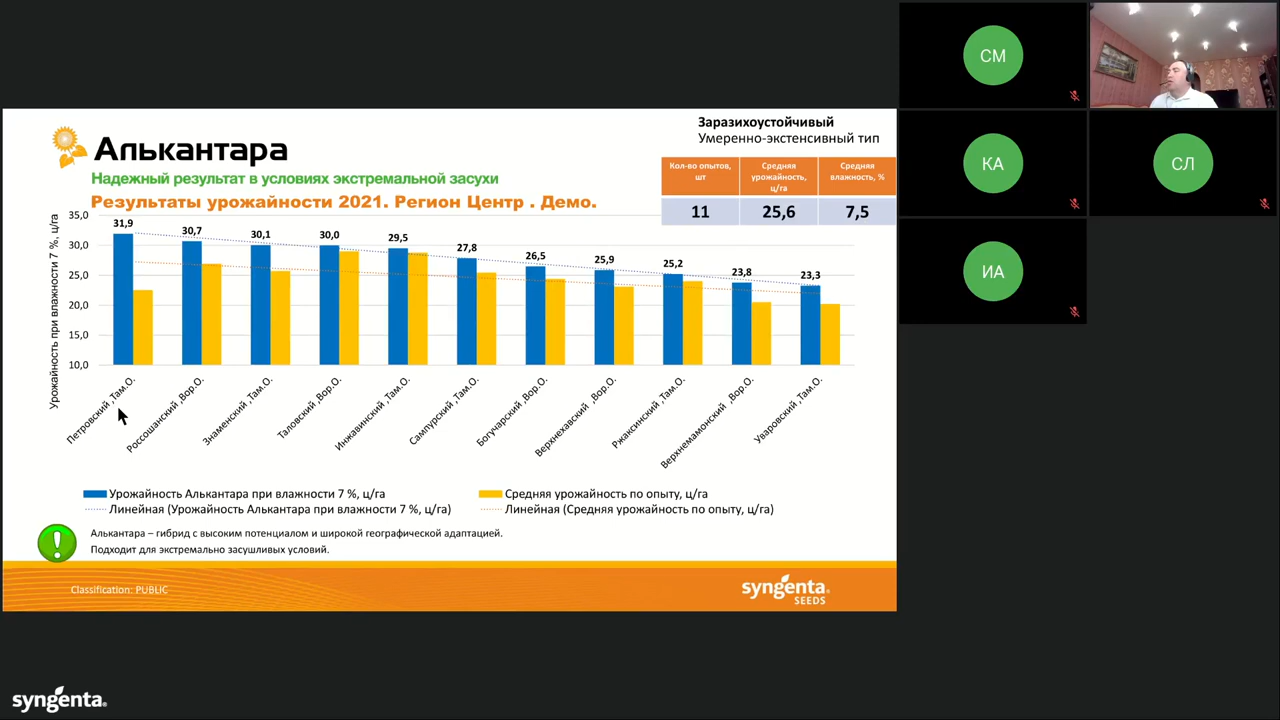 Алькантара
Надежный результат в условиях экстремальной засухи
Результаты урожайности 2021. Регион Центр . Демо.
Заразихоустойчивый
Умеренно-экстенсивный тип
Кол-во опытов, шт
Средняя урожайность, ц/га
Средняя влажность, %
11
25,6
7,5
Урожайность при влажности 7 %, ц/га
35,0
30,0
25,0
20,0
15,0
10,0
31,9
30,7
30,1
30,0
29,5
27,8
26,5
25,9
25,2
23,8
23,3
Петровский ,Там.О.
Россошанский ,Вор.О.
Знаменский ,Там.О.
Таловский ,Вор.О.
Инжавинский ,Там.О.
Сампурский ,Там.О.
Богучарский ,Вор.О.
Верхнехавский ,Вор.О.
Ржаксинский ,Там.О.
Верхнемамонский ,Вор.О.
Уваровский ,Там.О.
Урожайность Алькантара при влажности 7 %, ц/га
Средняя урожайность по опыту, ц/га
Линейная (Урожайность Алькантара при влажности 7 %, ц/га)
Линейная (Средняя урожайность по опыту, ц/га)
Алькантара – гибрид с высоким потенциалом и широкой географической адаптацией.
Подходит для экстремально засушливых условий.
Classification: PUBLIC
syngenta
SEEDS
СМ
КА
СЛ
ИА
syngenta